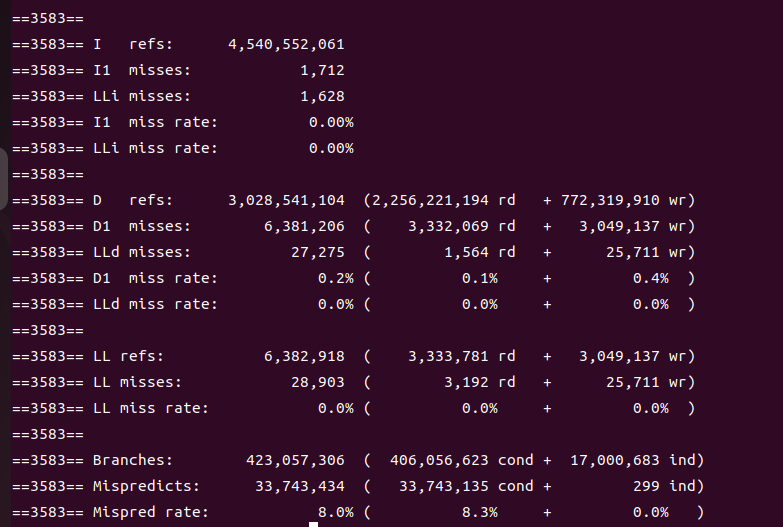 ==3583==
==3583== I   refs:      4,540,552,061
==3583== I1  misses:            1,712
==3583== LLi misses:            1,628
==3583== I1  miss rate:          0.00%
==3583== LLi miss rate:          0.00%
==3583==
==3583== D   refs:      3,028,541,104  (2,256,221,194 rd   + 772,319,910 wr)
==3583== D1  misses:        6,381,206  (    3,332,069 rd   +   3,049,137 wr)
==3583== LLd misses:           27,275  (        1,564 rd   +      25,711 wr)
==3583== D1  miss rate:           0.2% (          0.1%     +         0.4%  )
==3583== LLd miss rate:           0.0% (          0.0%     +         0.0%  )
==3583==
==3583== LL refs:           6,382,918  (    3,333,781 rd   +   3,049,137 wr)
==3583== LL misses:            28,903  (        3,192 rd   +      25,711 wr)
==3583== LL miss rate:            0.0% (          0.0%     +         0.0%  )
==3583==
==3583== Branches:        423,057,306  (  406,056,623 cond +  17,000,683 ind)
==3583== Mispredicts:      33,743,434  (   33,743,135 cond +         299 ind)
==3583== Mispred rate:            8.0% (          8.3%     +         0.0%   )